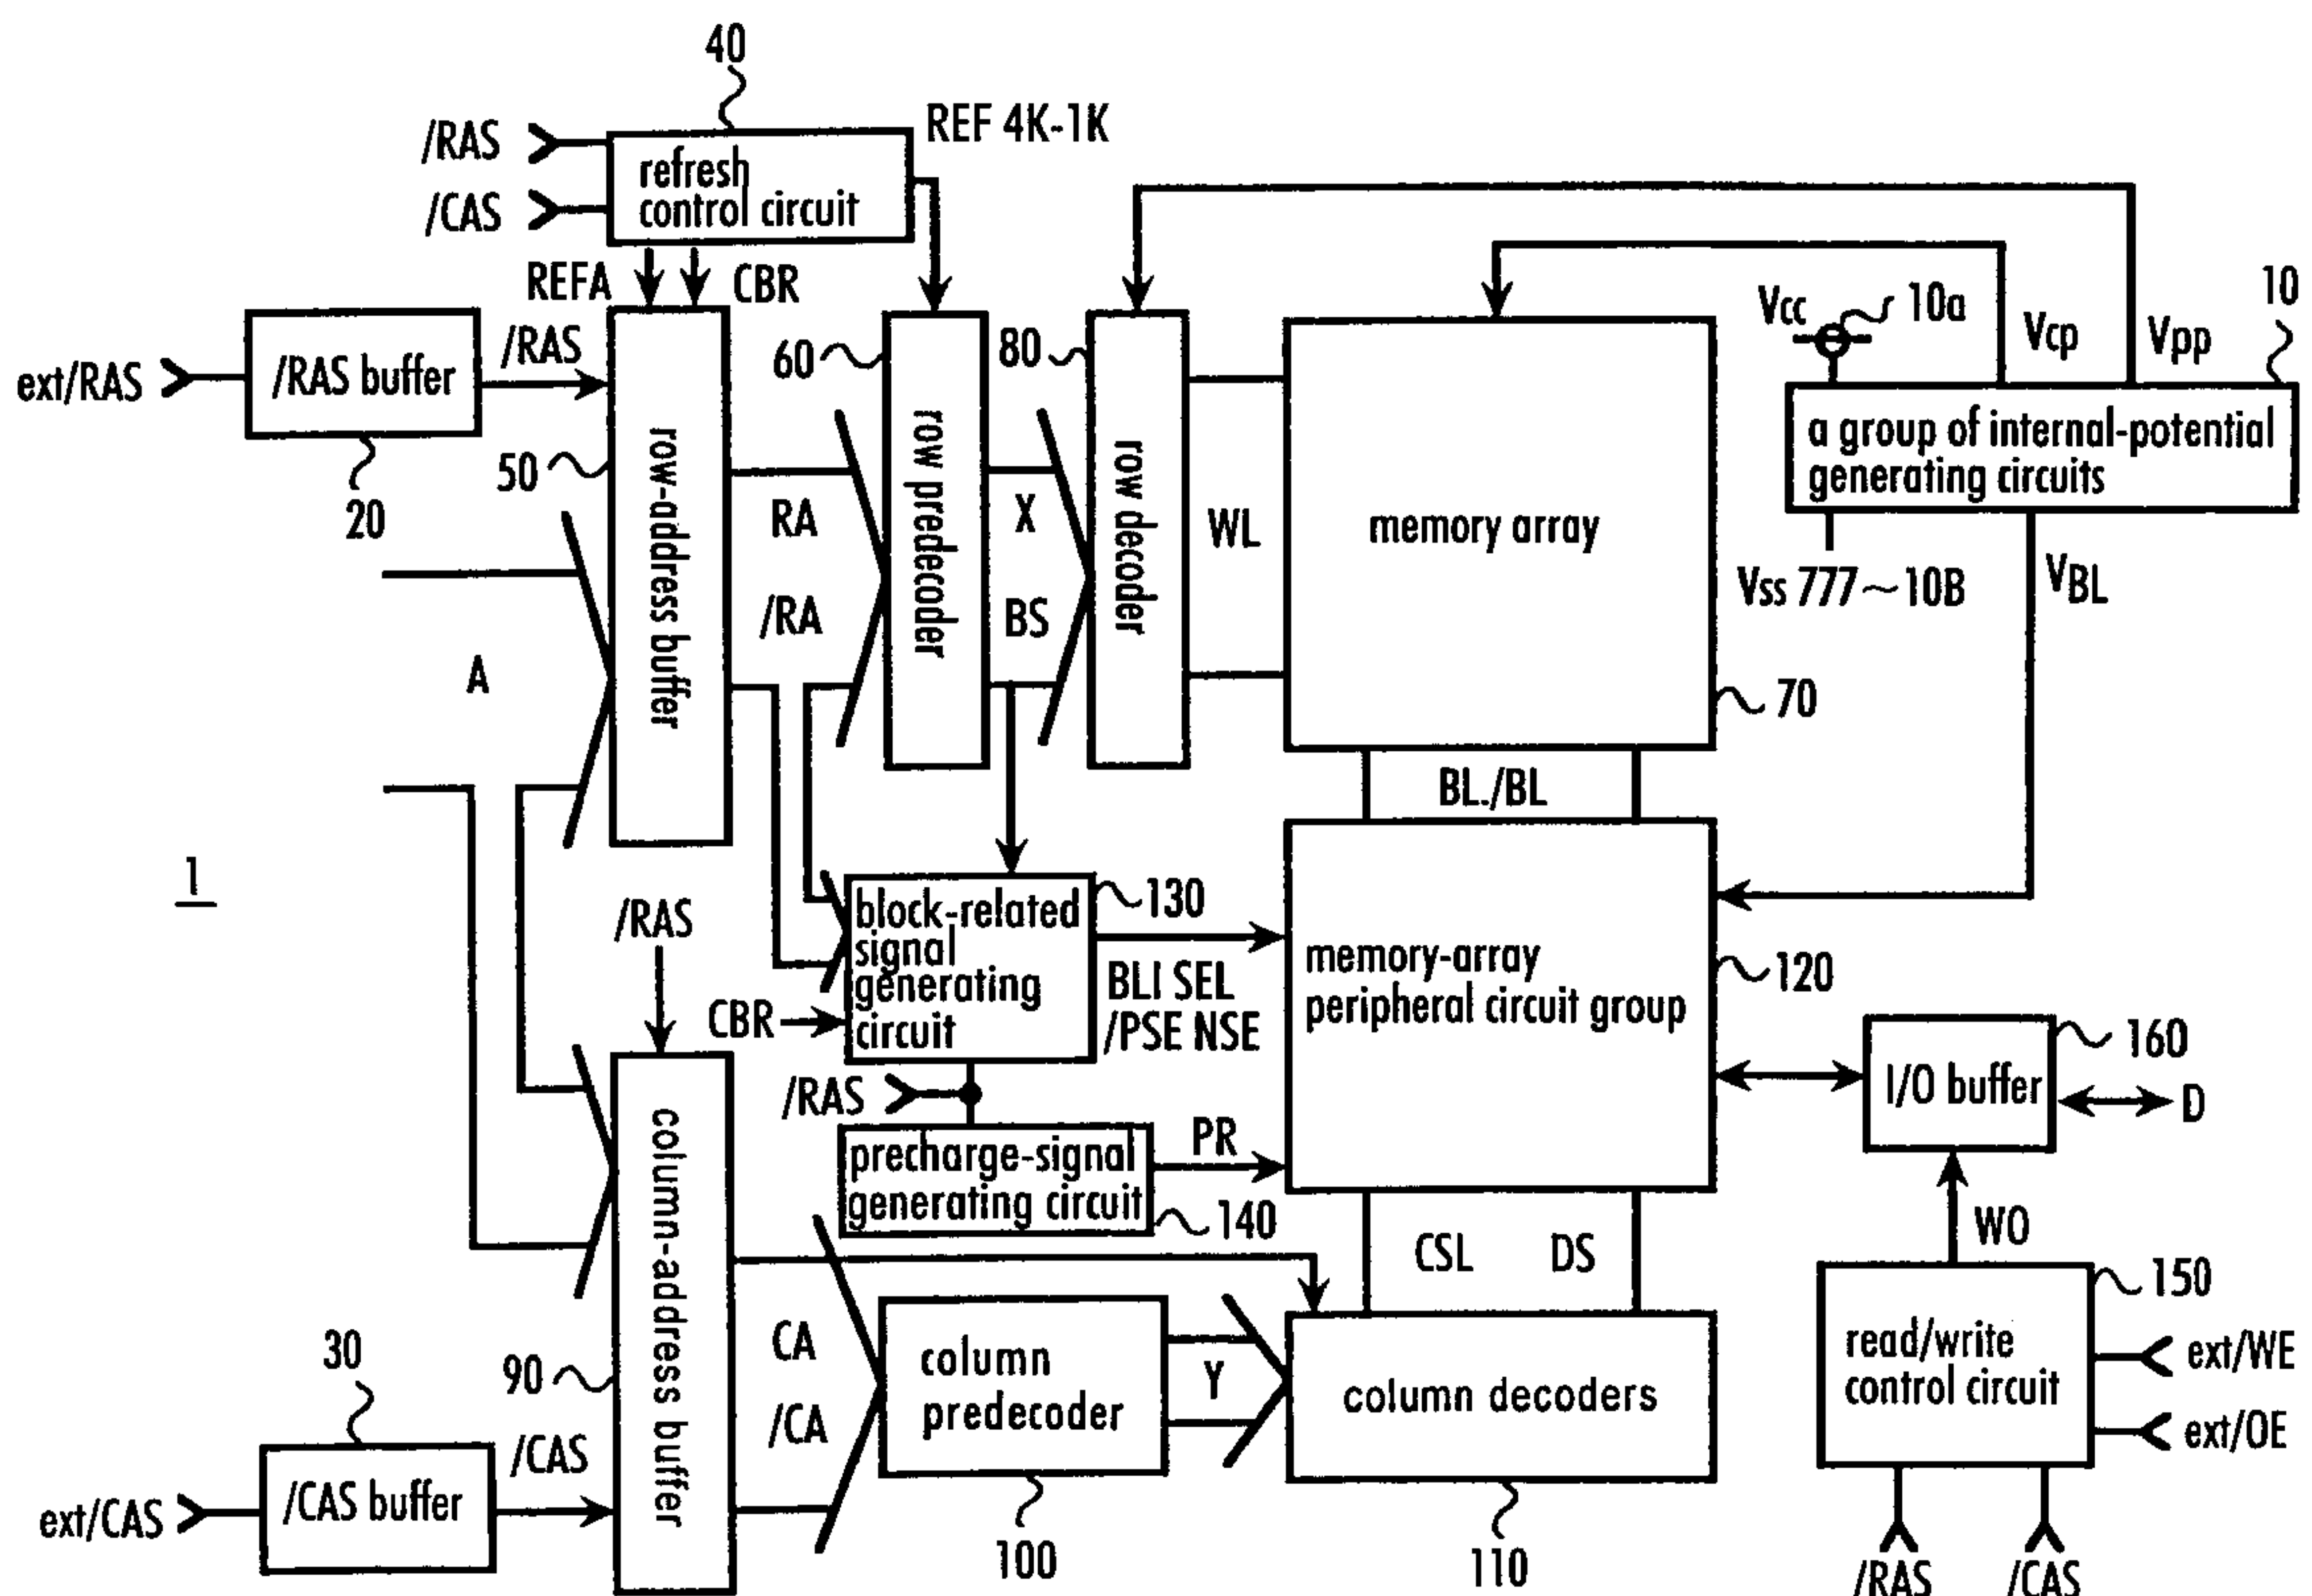 40
REF 4K-1K
/RAS
/CAS
refresh
control circuit
REFA
CBR
ext/RAS
/RAS buffer
/RAS
20
50
row-address buffer
60
row predecoder
80
row decoder
RA
/RA
X
BS
WL
memory array
70
Vcc
10a
Vcp
Vpp
10
a group of internal-potential
generating circuits
Vss 777
10B
VBL
A
1
BL./BL
/RAS
block-related
signal
generating
circuit
130
CBR
BLI SEL
/PSE NSE
memory-array
peripheral circuit group
120
/RAS
precharge-signal
generating circuit
PR
140
160
I/O buffer
D
WO
150
read/write
control circuit
ext/WE
ext/OE
/RAS
/CAS
CSL
DS
30
90
column-address buffer
ext/CAS
/CAS buffer
/CAS
CA
/CA
column
predecoder
100
Y
column decoders
110